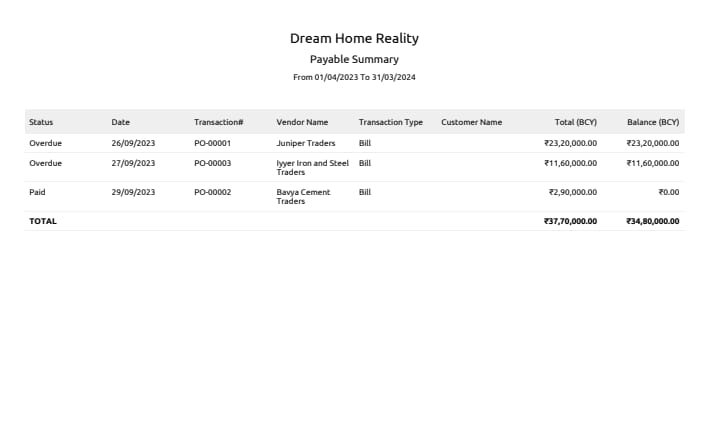 Dream Home Reality
Payable Summary
From 01/04/2023 To 31/03/2024
Status Date Transaction# Vendor Name Transaction Type Customer Name Total (BCY) Balance (BCY)
Overdue 26/09/2023 PO-00001 Juniper Traders Bill ₹23,20,000.00 ₹23,20,000.00
Overdue 27/09/2023 PO-00003 Iyyer Iron and Steel Bill ₹11,60,000.00 ₹11,60,000.00
Traders
Paid 29/09/2023 PO-00002 Bavya Cement Bill ₹2,90,000.00 ₹0.00
Traders
TOTAL ₹37,70,000.00 ₹34,80,000.00